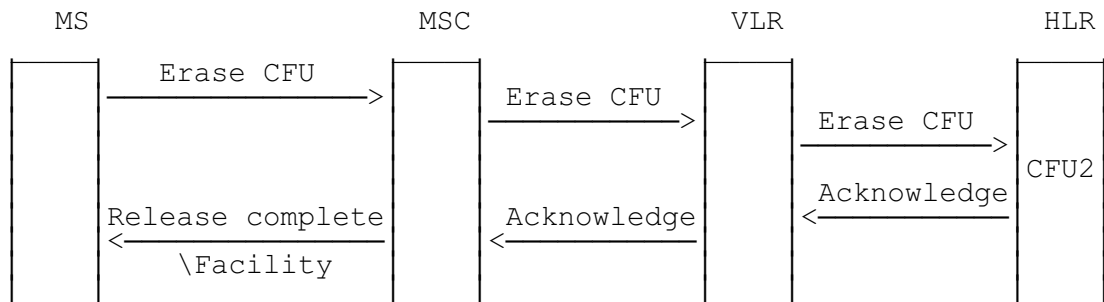 MS MSC VLR HLR
Erase CFU
Erase CFU
Erase CFU
CFU2
Acknowledge
Release complete Acknowledge
\Facility